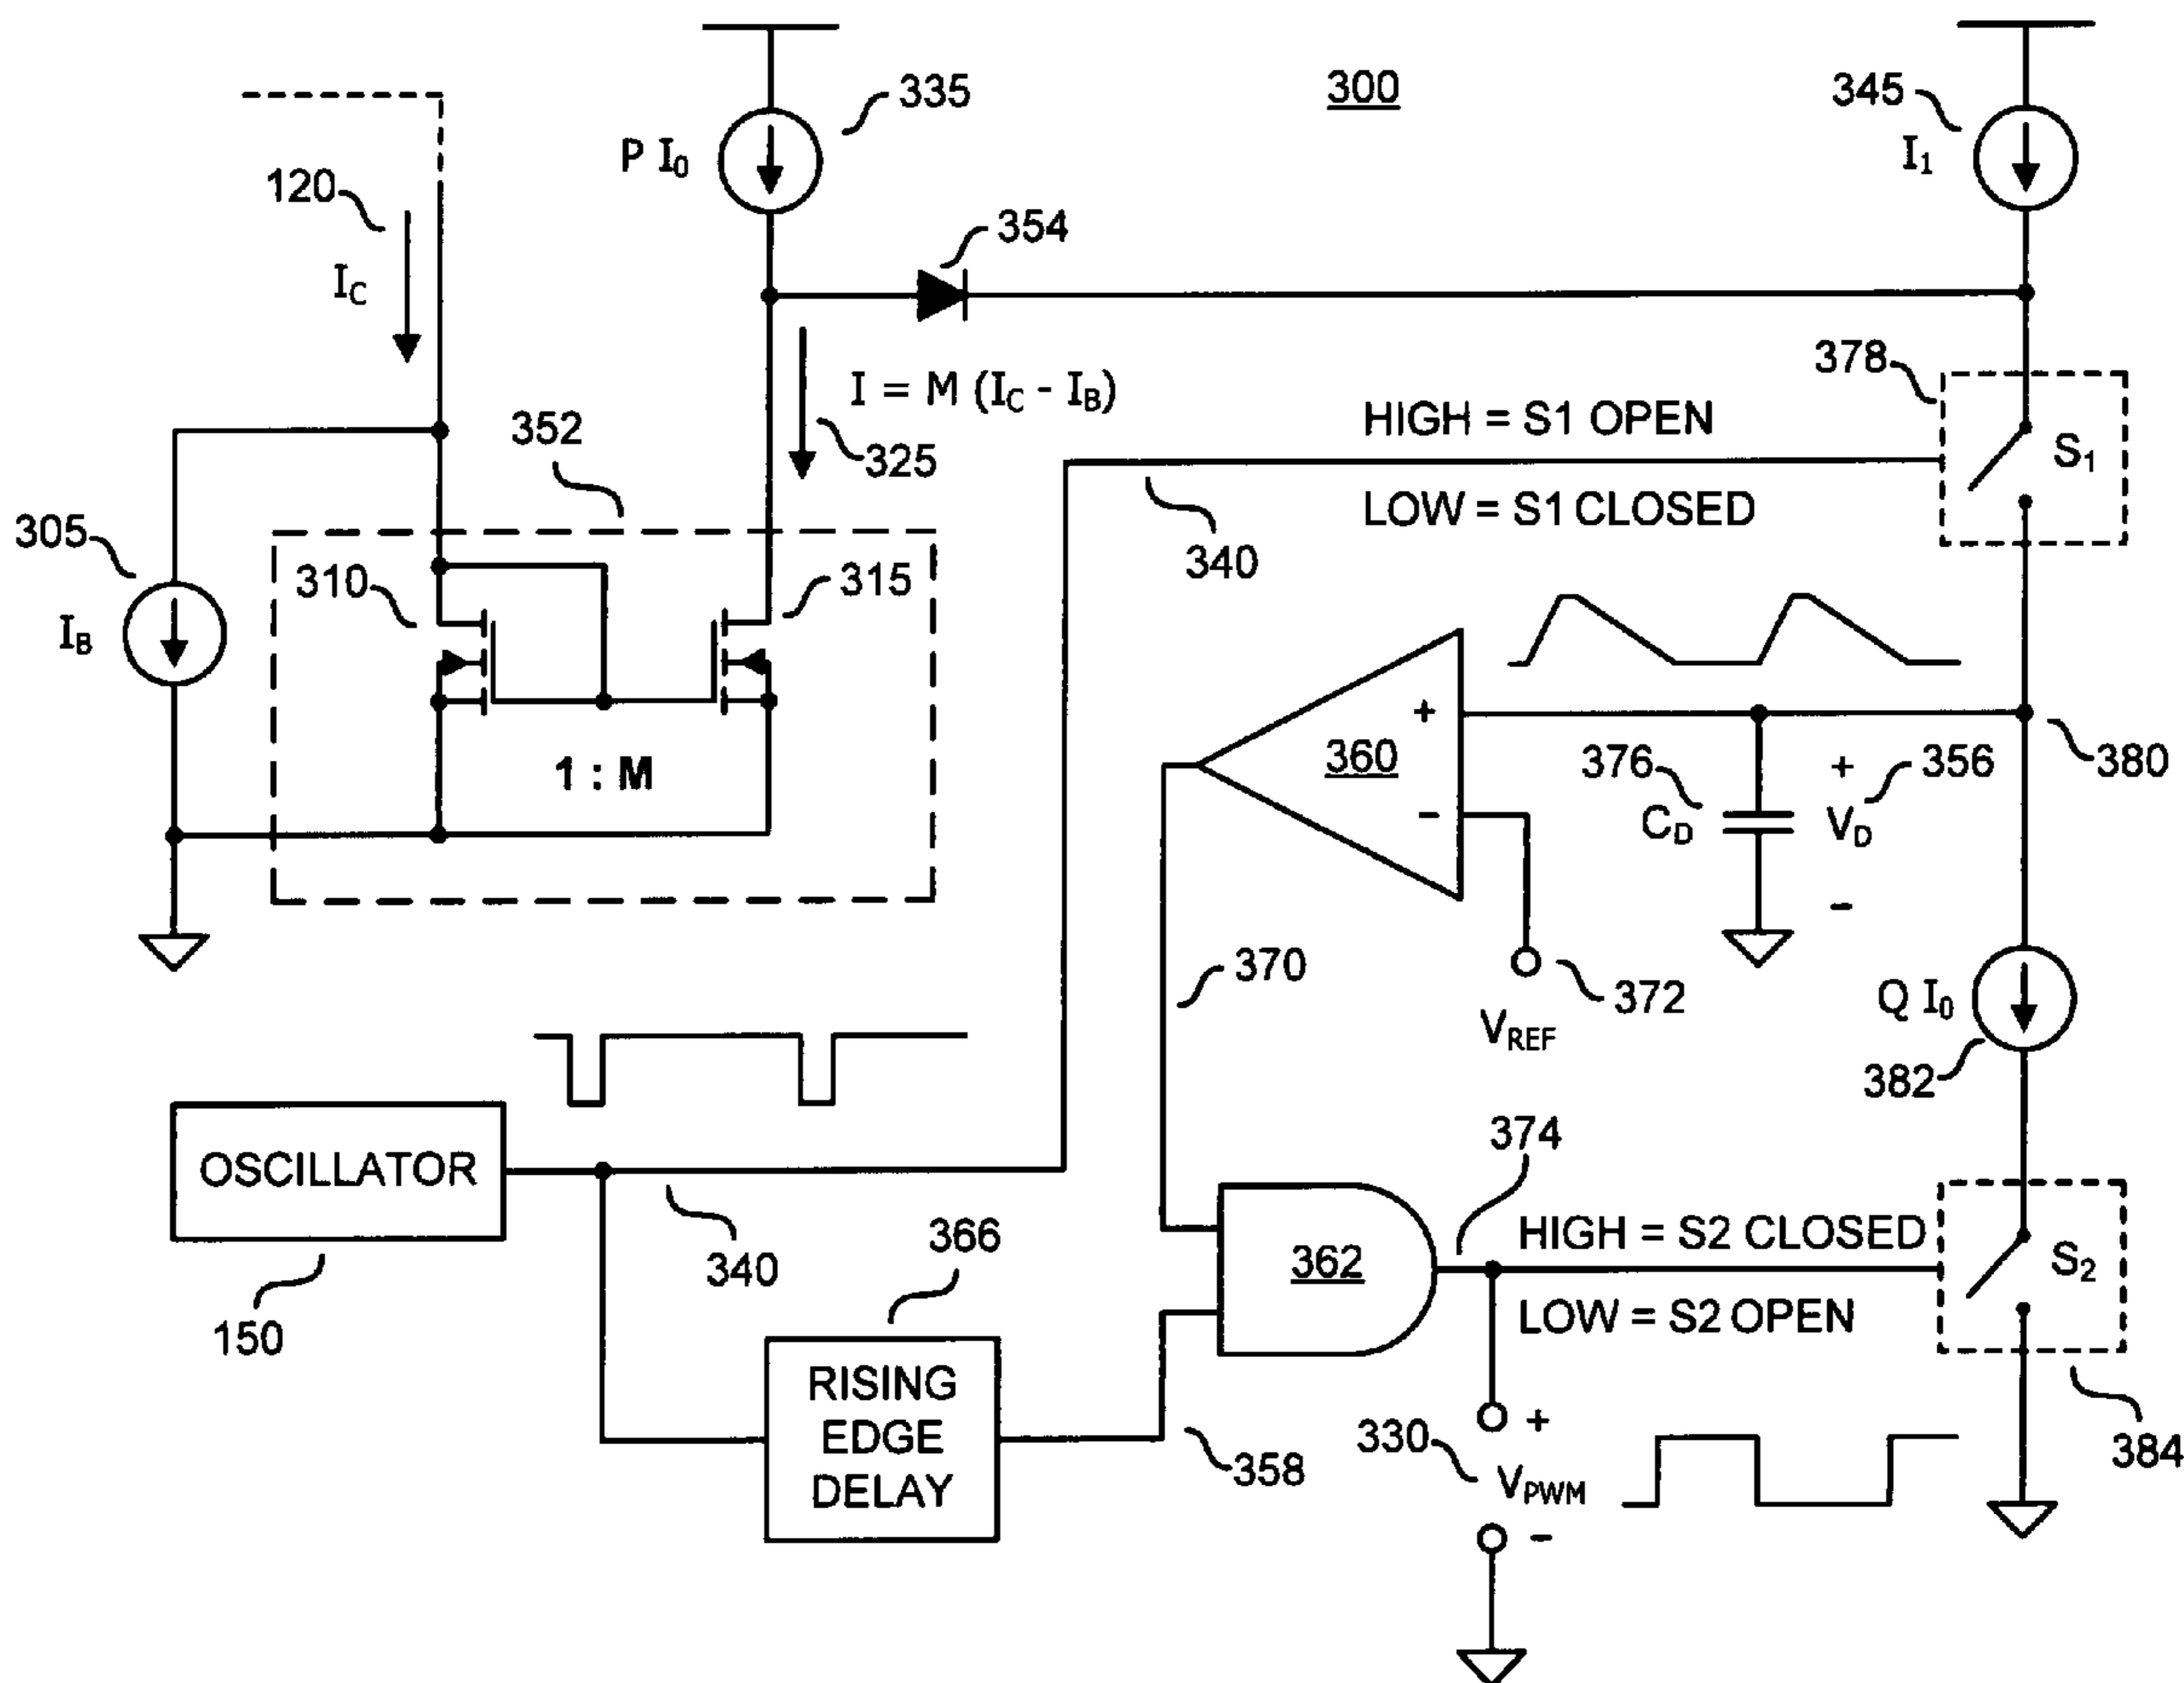 300
335
P I0
345
I1
120
IC
354
378
I = M (IC - IB)
325
352
HIGH = S1 OPEN
LOW = S1 CLOSED
S1
340
305
IB
310
315
1 : M
360
+
-
376
CD
+
VD
-
356
380
370
372
VREF
Q I0
382
OSCILLATOR
150
340
366
RISING
EDGE
DELAY
358
362
374
HIGH = S2 CLOSED
LOW = S2 OPEN
S2
384
330
+
VPWM
-